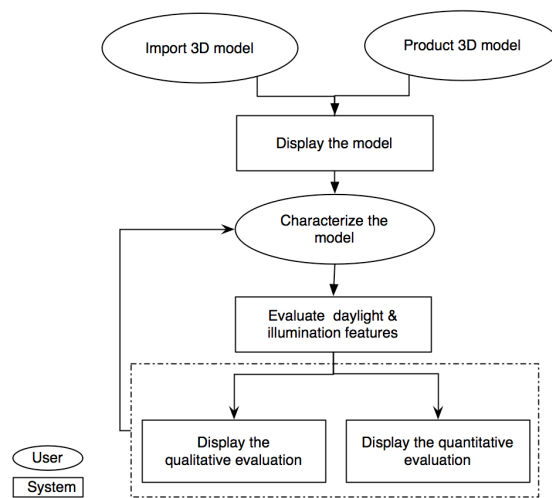 Import 3D model
Product 3D model
Display the model
Characterize the
model
Evaluate daylight &
illumination features
Display the
qualitative evaluation
Display the quantitative
evaluation
User
System